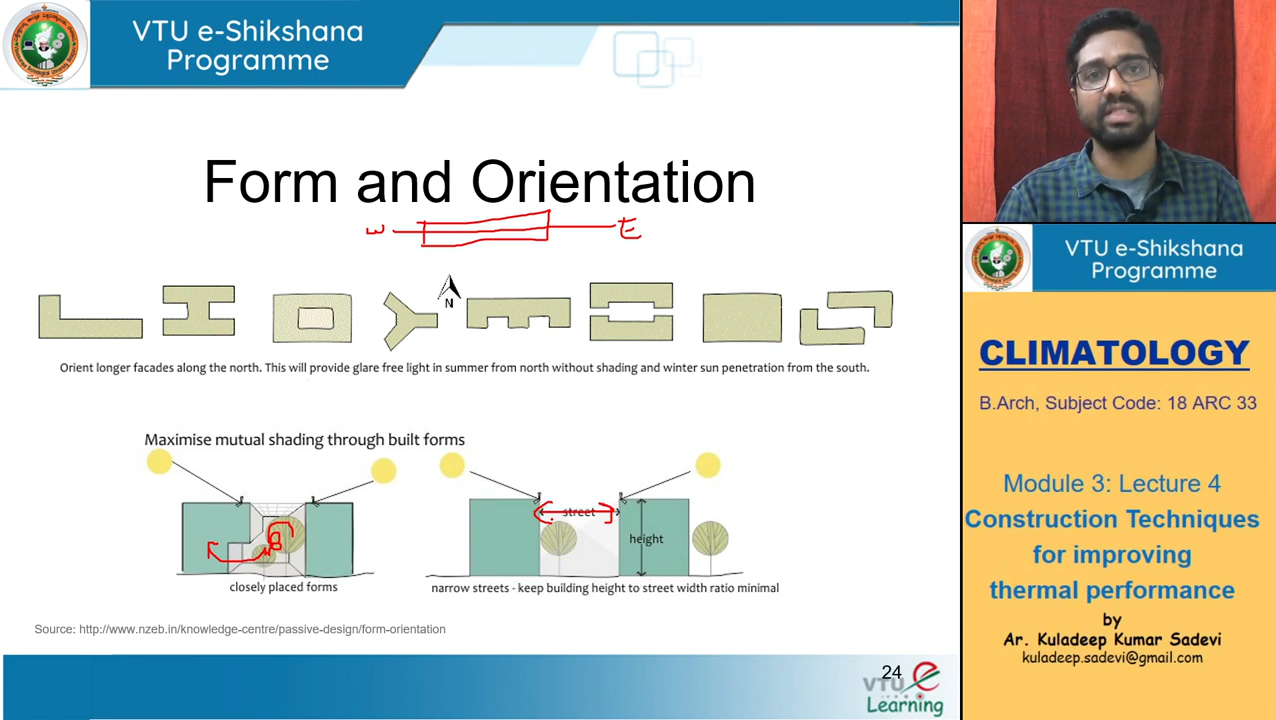 VTU e-Shikshana
Programme
Form and Orientation
W E
N
Orient longer facades along the north. This will provide glare free light in summer from north without shading and winter sun penetration from the south.
Maximise mutual shading through built forms
street
height
closely placed forms
narrow streets - keep building height to street width ratio minimal
Source: http://www.nzeb.in/knowledge-centre/passive-design/form-orientation
24
VTU e
Learning
VTU e-Shikshana
Programme
CLIMATOLOGY
B.Arch, Subject Code: 18 ARC 33
Module 3: Lecture 4
Construction Techniques
for improving
thermal performance
by
Ar. Kuladeep Kumar Sadevi
kuladeep.sadevi@gmail.com